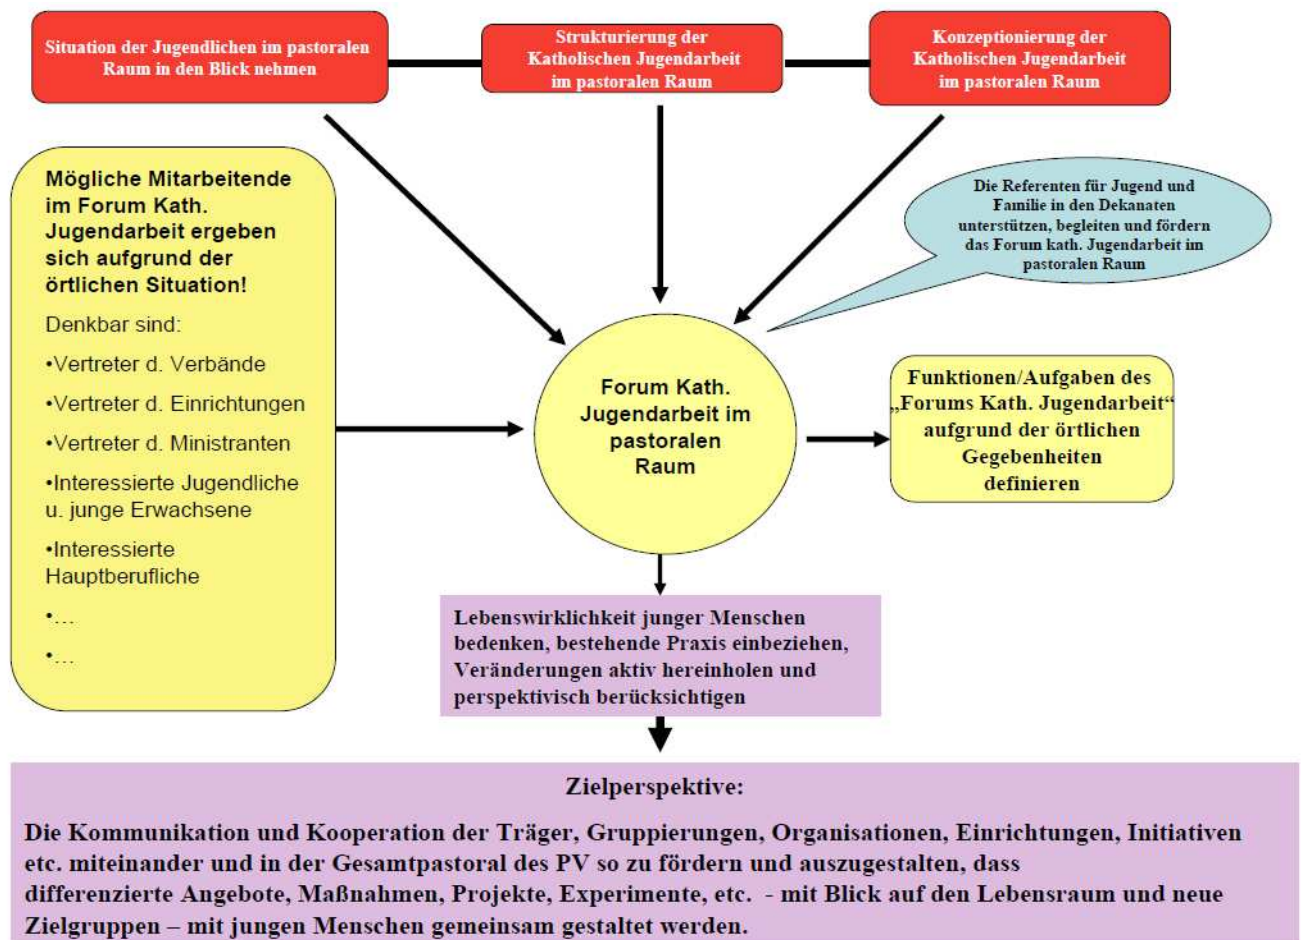 Situation der Jugendlichen im pastoralen
Raum in den Blick nehmen
Strukturierung der
Katholischen Jugendarbeit
im pastoralen Raum
Konzeptionierung der
Katholischen Jugendarbeit
im pastoralen Raum
Mögliche Mitarbeitende
im Forum Kath.
Jugendarbeit ergeben
sich aufgrund der
örtlichen Situation!
Denkbar sind:
•Vertreter d. Verbände
•Vertreter d. Einrichtungen
•Vertreter d. Ministranten
•Interessierte Jugendliche
u. junge Erwachsene
•Interessierte
Hauptberufliche
•…
•…
Die Referenten für Jugend und
Familie in den Dekanaten
unterstützen, begleiten und fördern
das Forum kath. Jugendarbeit im
pastoralen Raum
Forum Kath.
Jugendarbeit im
pastoralen
Raum
Funktionen/Aufgaben des
„Forums Kath. Jugendarbeit“
aufgrund der örtlichen
Gegebenheiten
definieren
Lebenswirklichkeit junger Menschen
bedenken, bestehende Praxis einbeziehen,
Veränderungen aktiv hereinholen und
perspektivisch berücksichtigen
Zielperspektive:
Die Kommunikation und Kooperation der Träger, Gruppierungen, Organisationen, Einrichtungen, Initiativen
etc. miteinander und in der Gesamtpastoral des PV so zu fördern und auszugestalten, dass
differenzierte Angebote, Maßnahmen, Projekte, Experimente, etc. - mit Blick auf den Lebensraum und neue
Zielgruppen – mit jungen Menschen gemeinsam gestaltet werden.